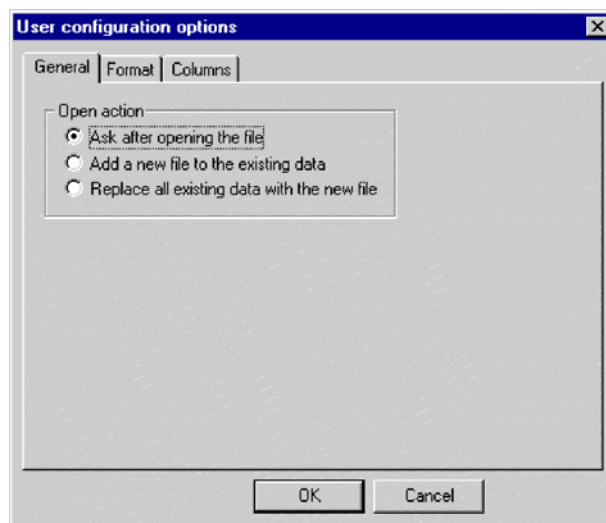 User configuration options
General Format Columns
Open action
Ask after opening the file
Add a new file to the existing data
Replace all existing data with the new file
OK Cancel